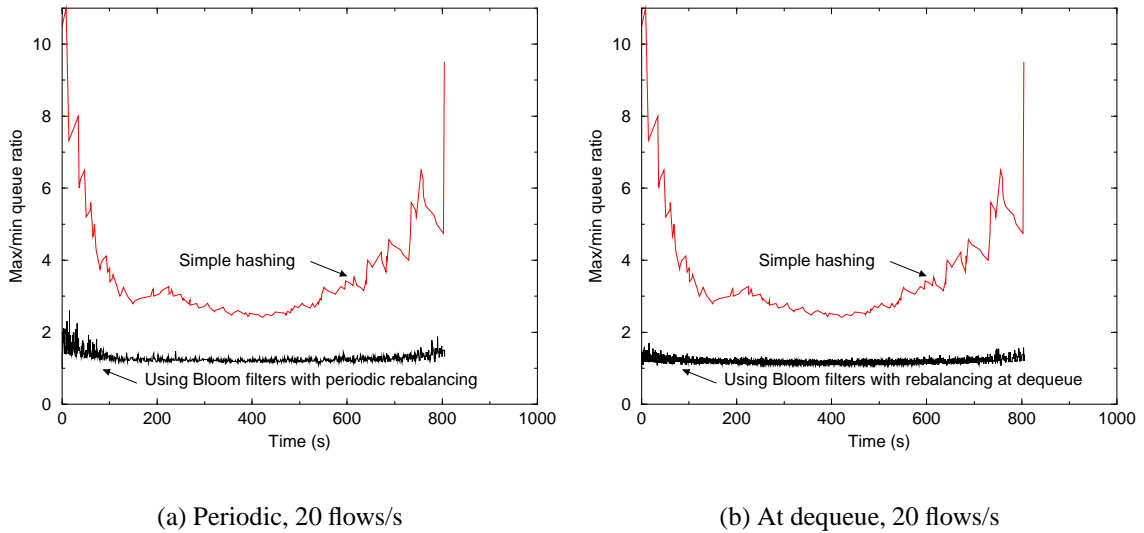 10
8
6
4
2
0
Max/min queue ratio
Simple hashing
Using Bloom filters with periodic rebalancing
0 200 400 600 800 1000
Time (s)
(a) Periodic, 20 flows/s
10
8
6
4
2
0
Max/min queue ratio
Simple hashing
Using Bloom filters with rebalancing at dequeue
0 200 400 600 800 1000
Time (s)
(b) At dequeue, 20 flows/s